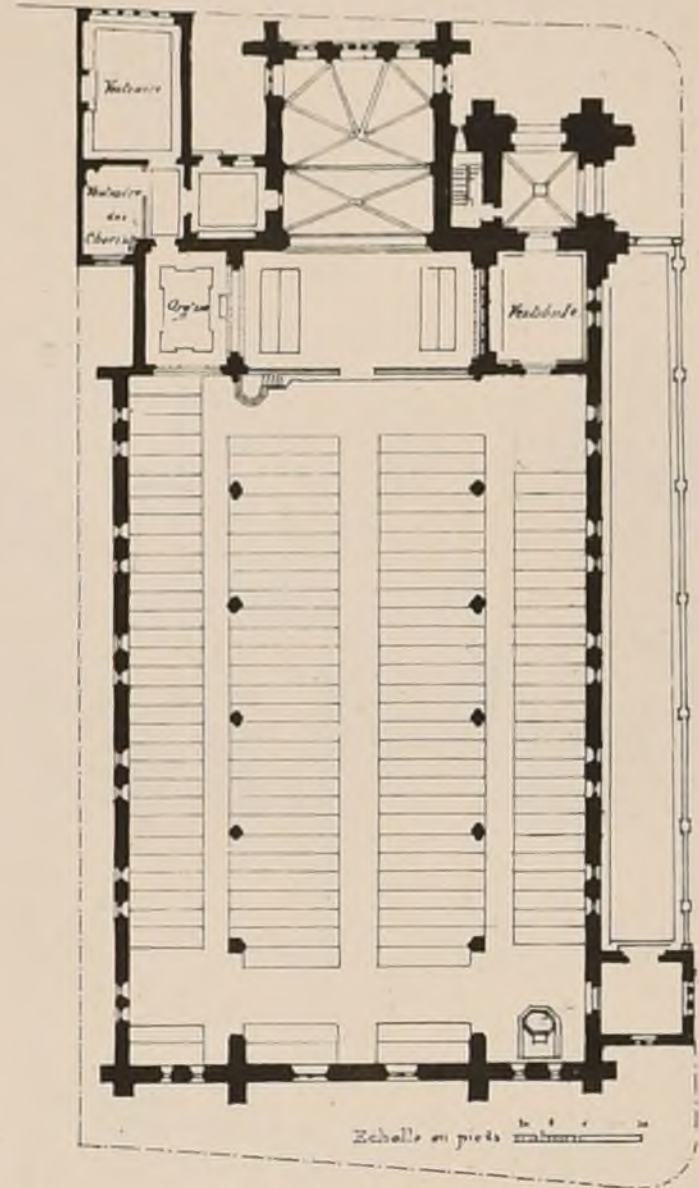 Vestiaire
Vestiaire
des
Choristes
Orgue
Vestibule
Echelle en pieds